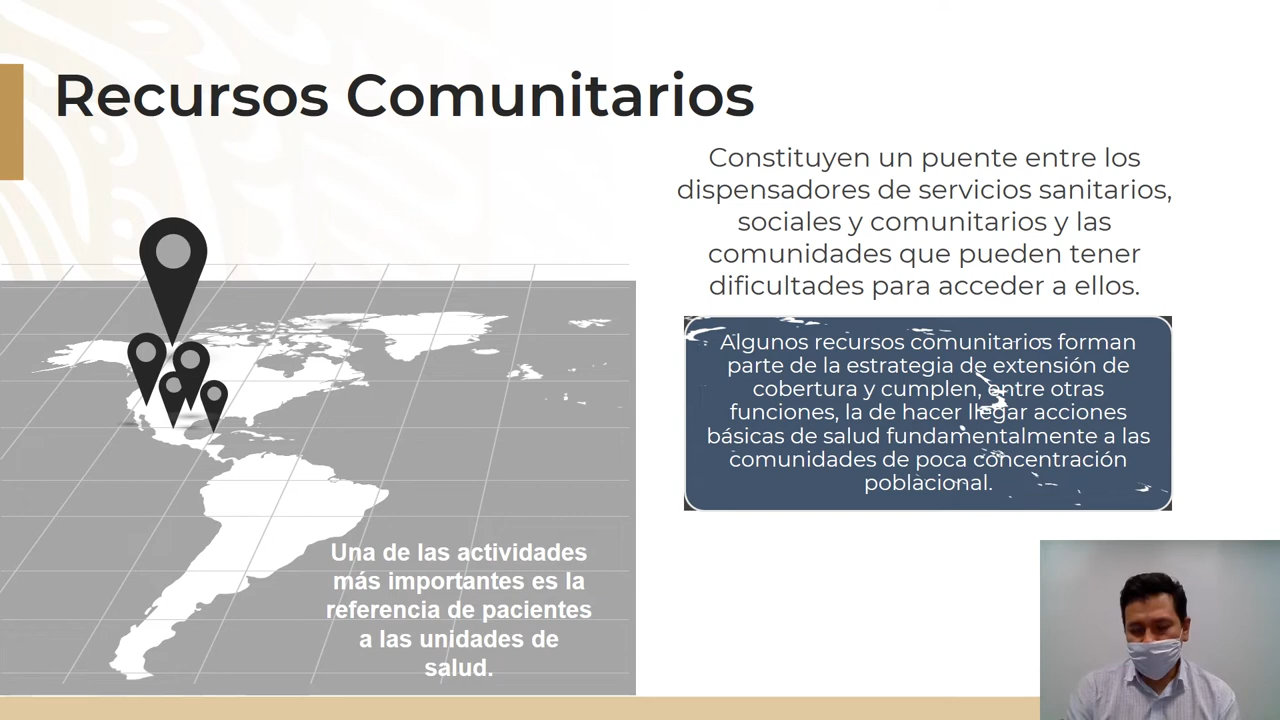 Recursos Comunitarios
Constituyen un puente entre los
dispensadores de servicios sanitarios,
sociales y comunitarios y las
comunidades que pueden tener
dificultades para acceder a ellos.
Algunos recursos comunitarios forman
parte de la estrategia de extensión de
cobertura y cumplen, entre otras
funciones, la de hacer llegar acciones
básicas de salud fundamentalmente a las
comunidades de poca concentración
poblacional.
Una de las actividades
más importantes es la
referencia de pacientes
a las unidades de
salud.